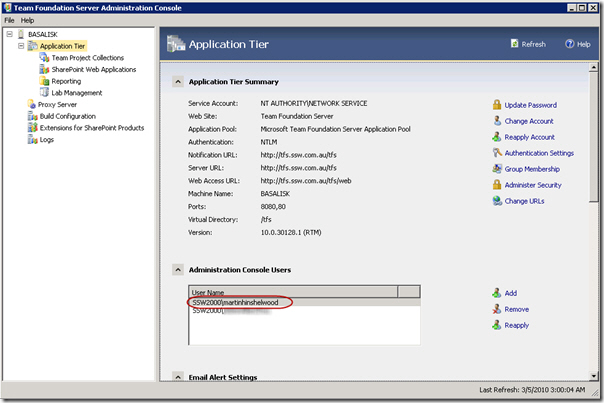 Team Foundation Server Administration Console
File Help
BASALISK
Application Tier
Team Project Collections
SharePoint Web Applications
Reporting
Lab Management
Proxy Server
Build Configuration
Extensions for SharePoint Products
Logs
Application Tier
Refresh
Help
Application Tier Summary
Service Account: NT AUTHORITY\NETWORK SERVICE
Web Site: Team Foundation Server
Application Pool: Microsoft Team Foundation Server Application Pool
Authentication: NTLM
Notification URL: http://tfs.ssw.com.au/tfs
Server URL: http://tfs.ssw.com.au/tfs
Web Access URL: http://tfs.ssw.com.au/tfs/web
Machine Name: BASALISK
Ports: 8080,80
Virtual Directory: /tfs
Version: 10.0.30128.1 (RTM)
Update Password
Change Account
Reapply Account
Authentication Settings
Group Membership
Administer Security
Change URLs
Administration Console Users
User Name
SSW2000\martinhinshelwood
SSW2000\
Add
Remove
Reapply
Email Alert Settings
Last Refresh: 3/5/2010 3:00:04 AM